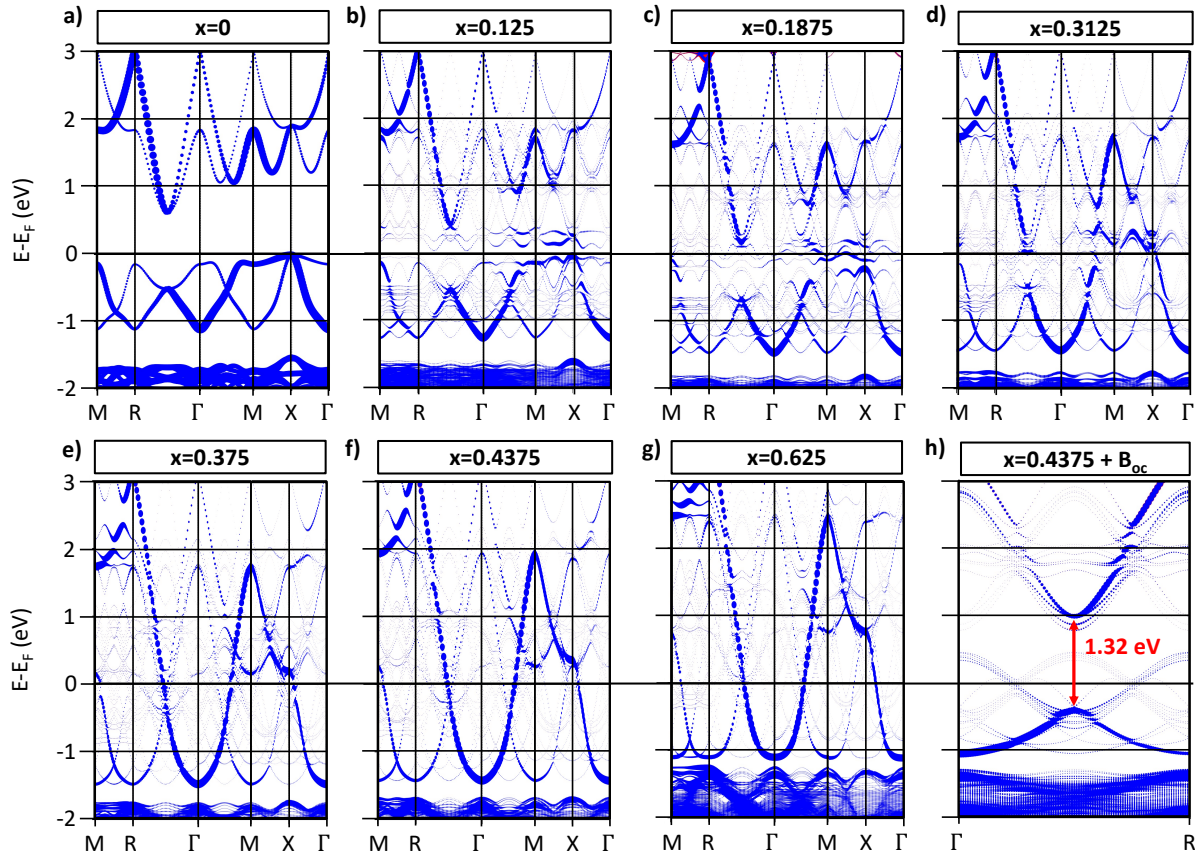 a) x=0 b) x=0.125 c) x=0.1875 d) x=0.3125
E-E_F (eV)
3
2
1
0
-1
-2
M R Γ M X Γ M R Γ M X Γ M R Γ M X Γ M R Γ M X Γ
e) x=0.375 f) x=0.4375 g) x=0.625 h) x=0.4375 + B_oc
E-E_F (eV)
3
2
1
0
-1
-2
1.32 eV
M R Γ M X Γ M R Γ M X Γ M R Γ M X Γ Γ R